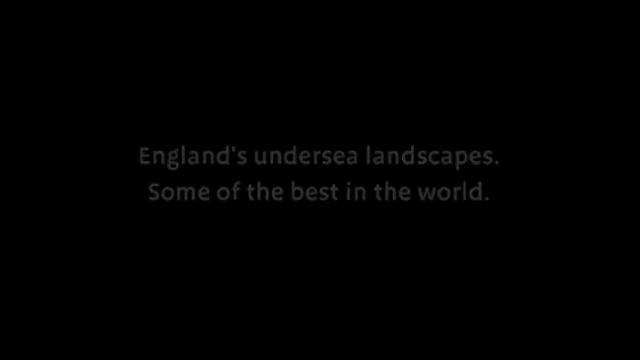 England's undersea landscapes.
Some of the best in the world.